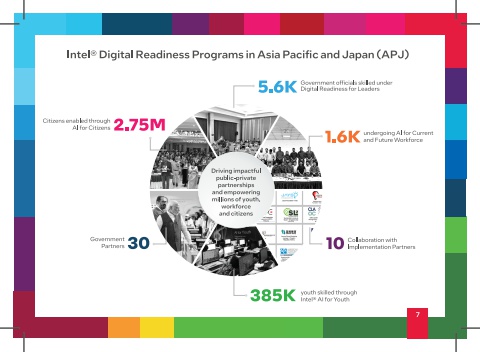 Intel® Digital Readiness Programs in Asia Pacific and Japan (APJ)
5.6K
Government officials skilled under
Digital Readiness for Leaders
Citizens enabled through
AI for Citizens
2.75M
1.6K
undergoing AI for Current
and Future Workforce
Driving impactful
public-private
partnerships
and empowering
millions of youth,
workforce
and citizens
Government
Partners
30
10
Collaboration with
Implementation Partners
385K
youth skilled through
Intel® AI for Youth
7